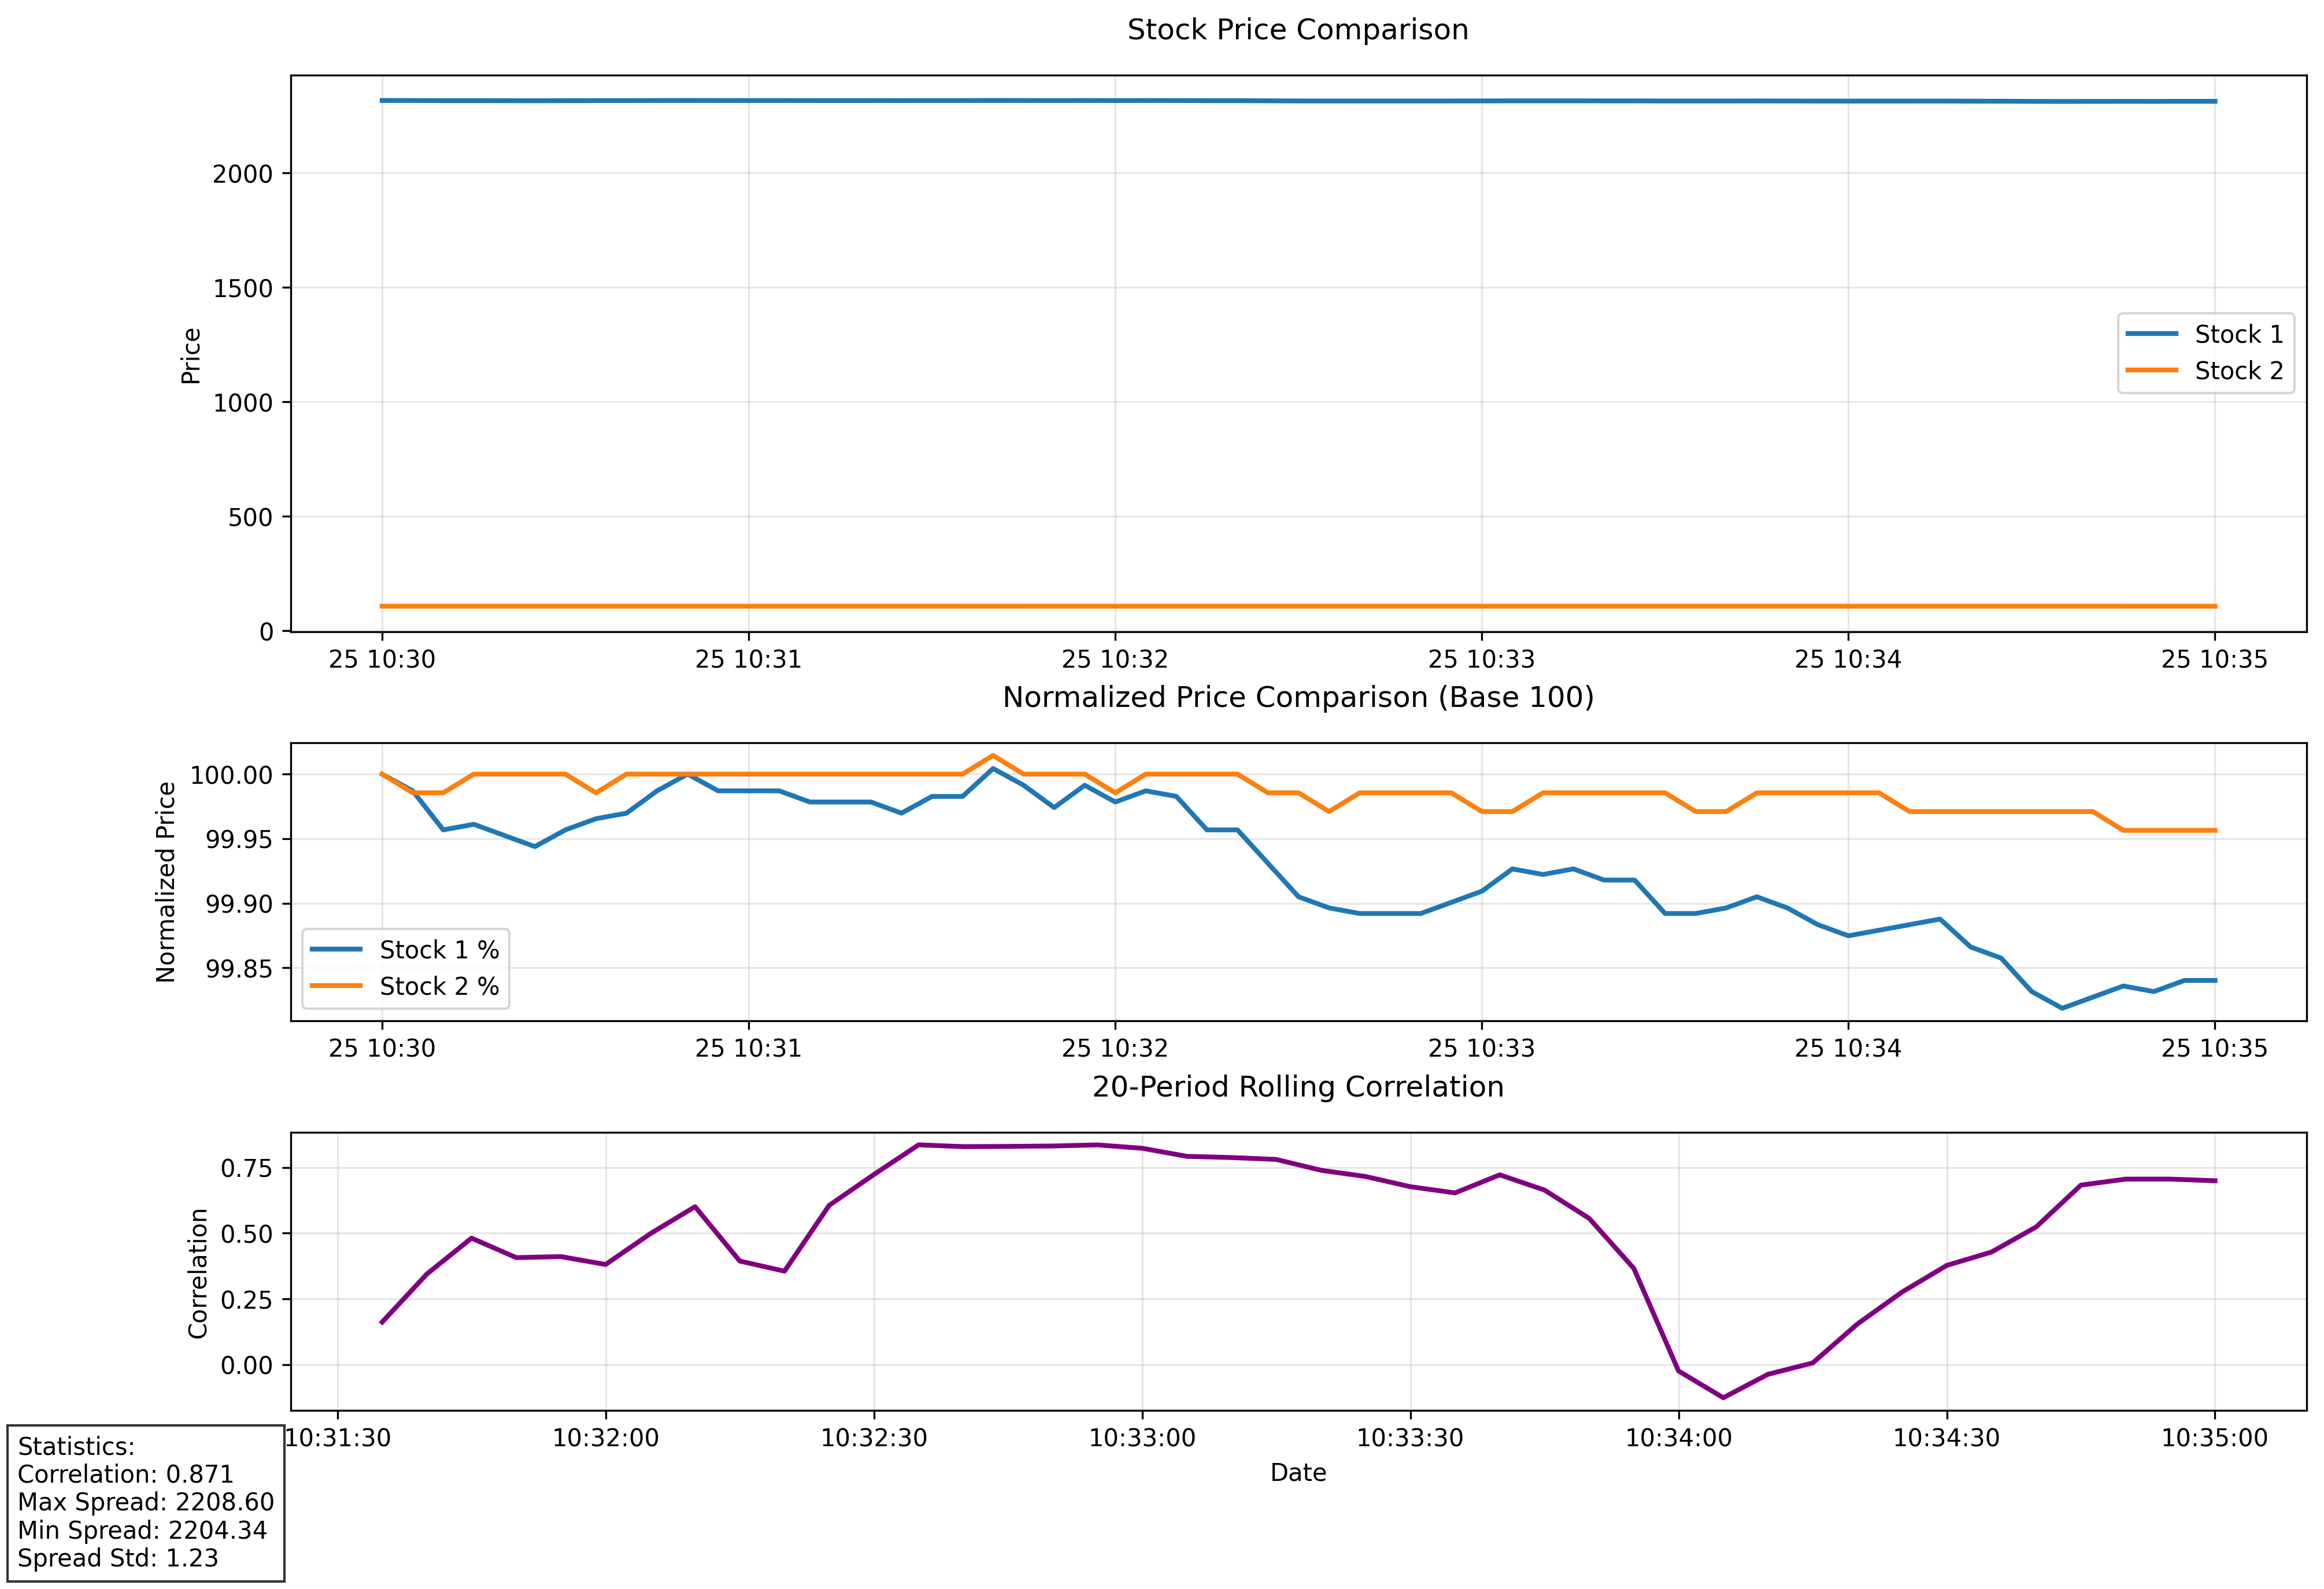 Stock Price Comparison
Price
2000
1500
1000
500
0
Stock 1
Stock 2
25 10:30
25 10:31
25 10:32
25 10:33
25 10:34
25 10:35
Normalized Price Comparison (Base 100)
Normalized Price
100.00
99.95
99.90
99.85
Stock 1 %
Stock 2 %
25 10:30
25 10:31
25 10:32
25 10:33
25 10:34
25 10:35
20-Period Rolling Correlation
Correlation
0.75
0.50
0.25
0.00
10:31:30
10:32:00
10:32:30
10:33:00
10:33:30
10:34:00
10:34:30
10:35:00
Date
Statistics:
Correlation: 0.871
Max Spread: 2208.60
Min Spread: 2204.34
Spread Std: 1.23